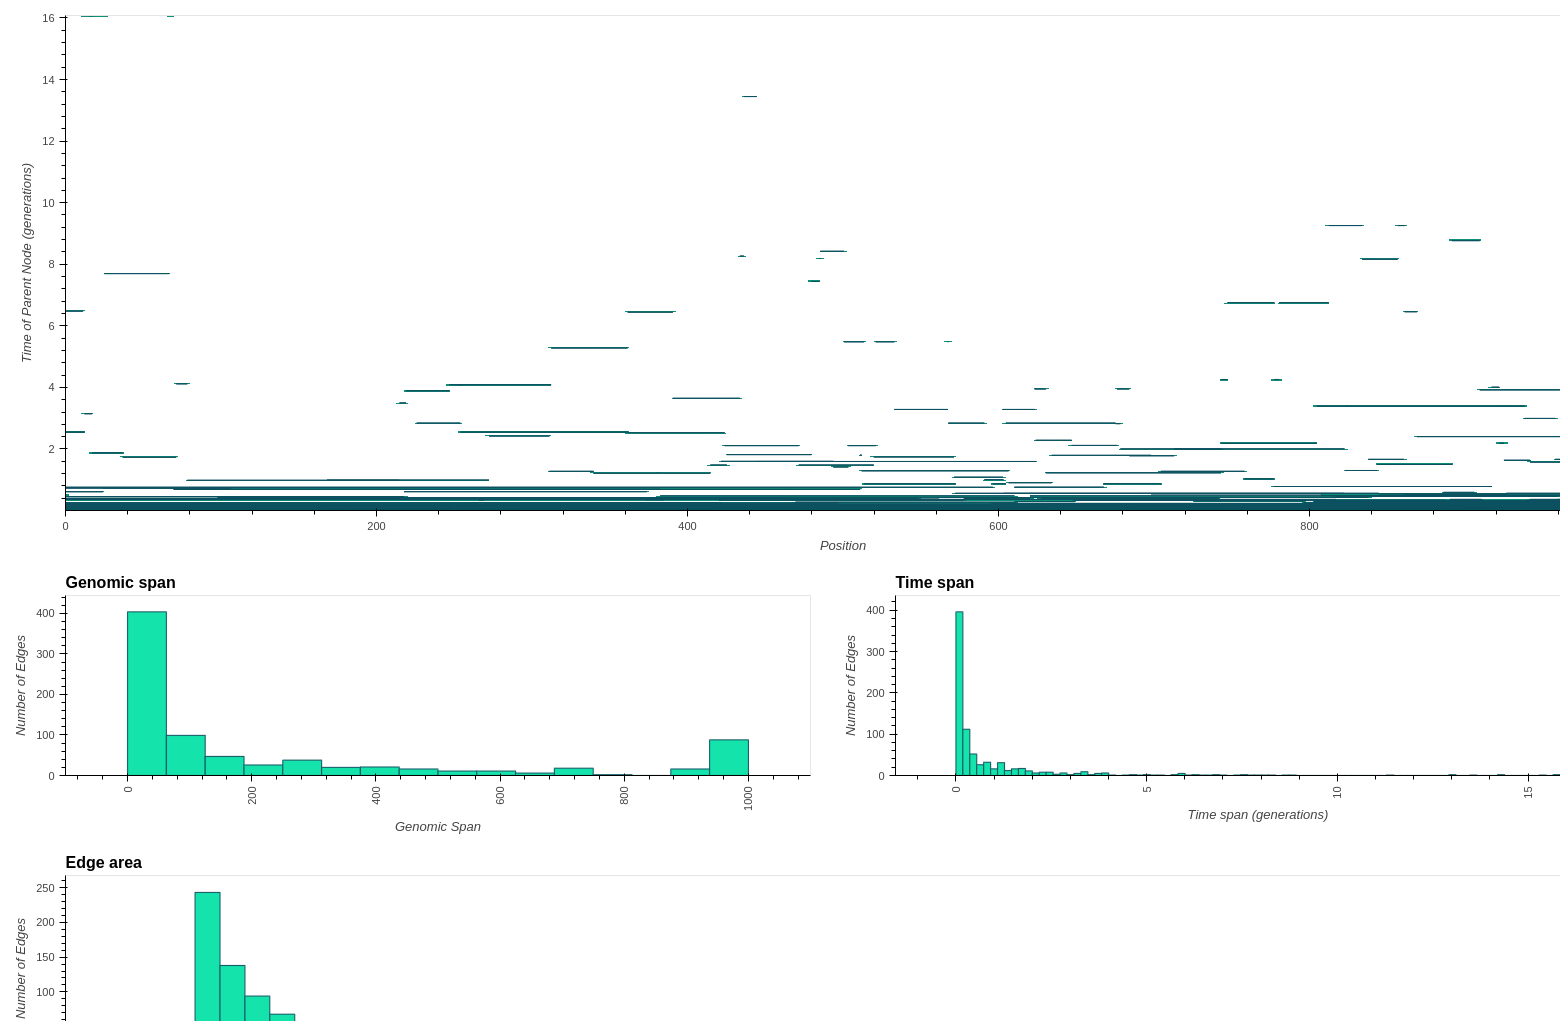 16
14
12
10
8
6
4
2
Time of Parent Node (generations)
0 200 400 600 800
Position
Genomic span
400
300
200
100
0
Number of Edges
0 200 400 600 800 1000
Genomic Span
Time span
400
300
200
100
0
Number of Edges
0 5 10 15
Time span (generations)
Edge area
250
200
150
100
Number of Edges